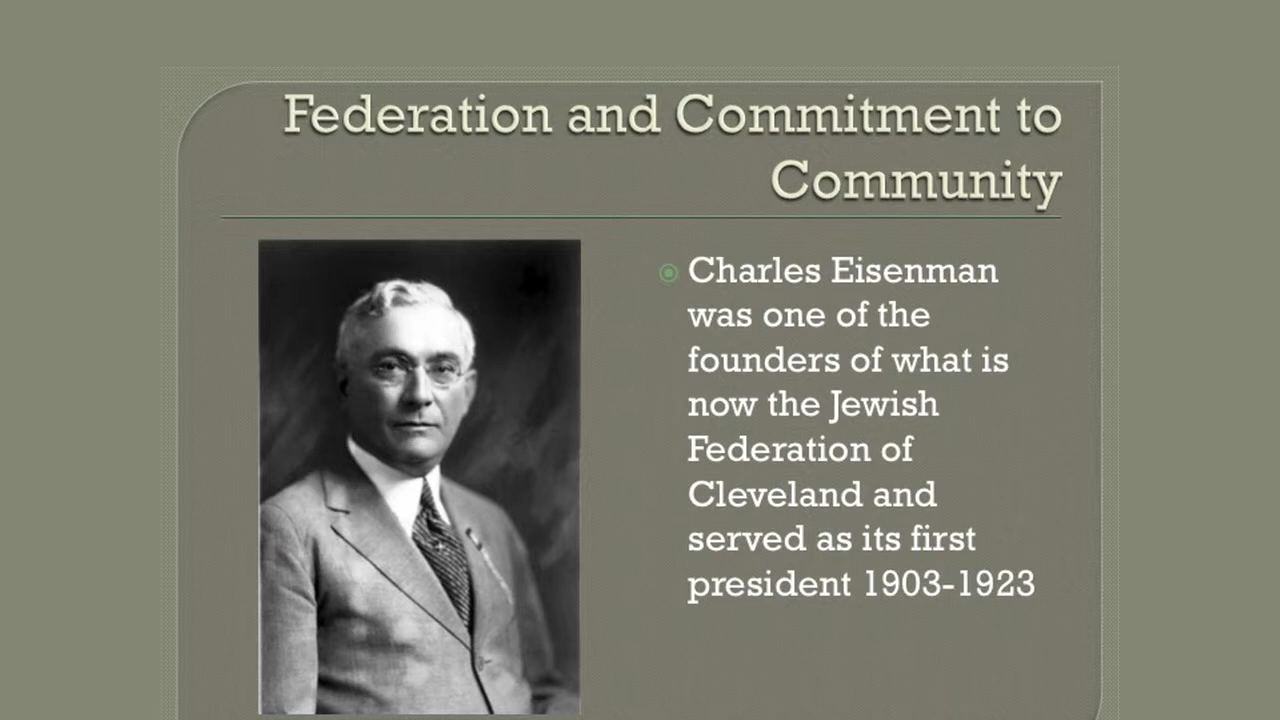 Federation and Commitment to
Community
Charles Eisenman
was one of the
founders of what is
now the Jewish
Federation of
Cleveland and
served as its first
president 1903-1923